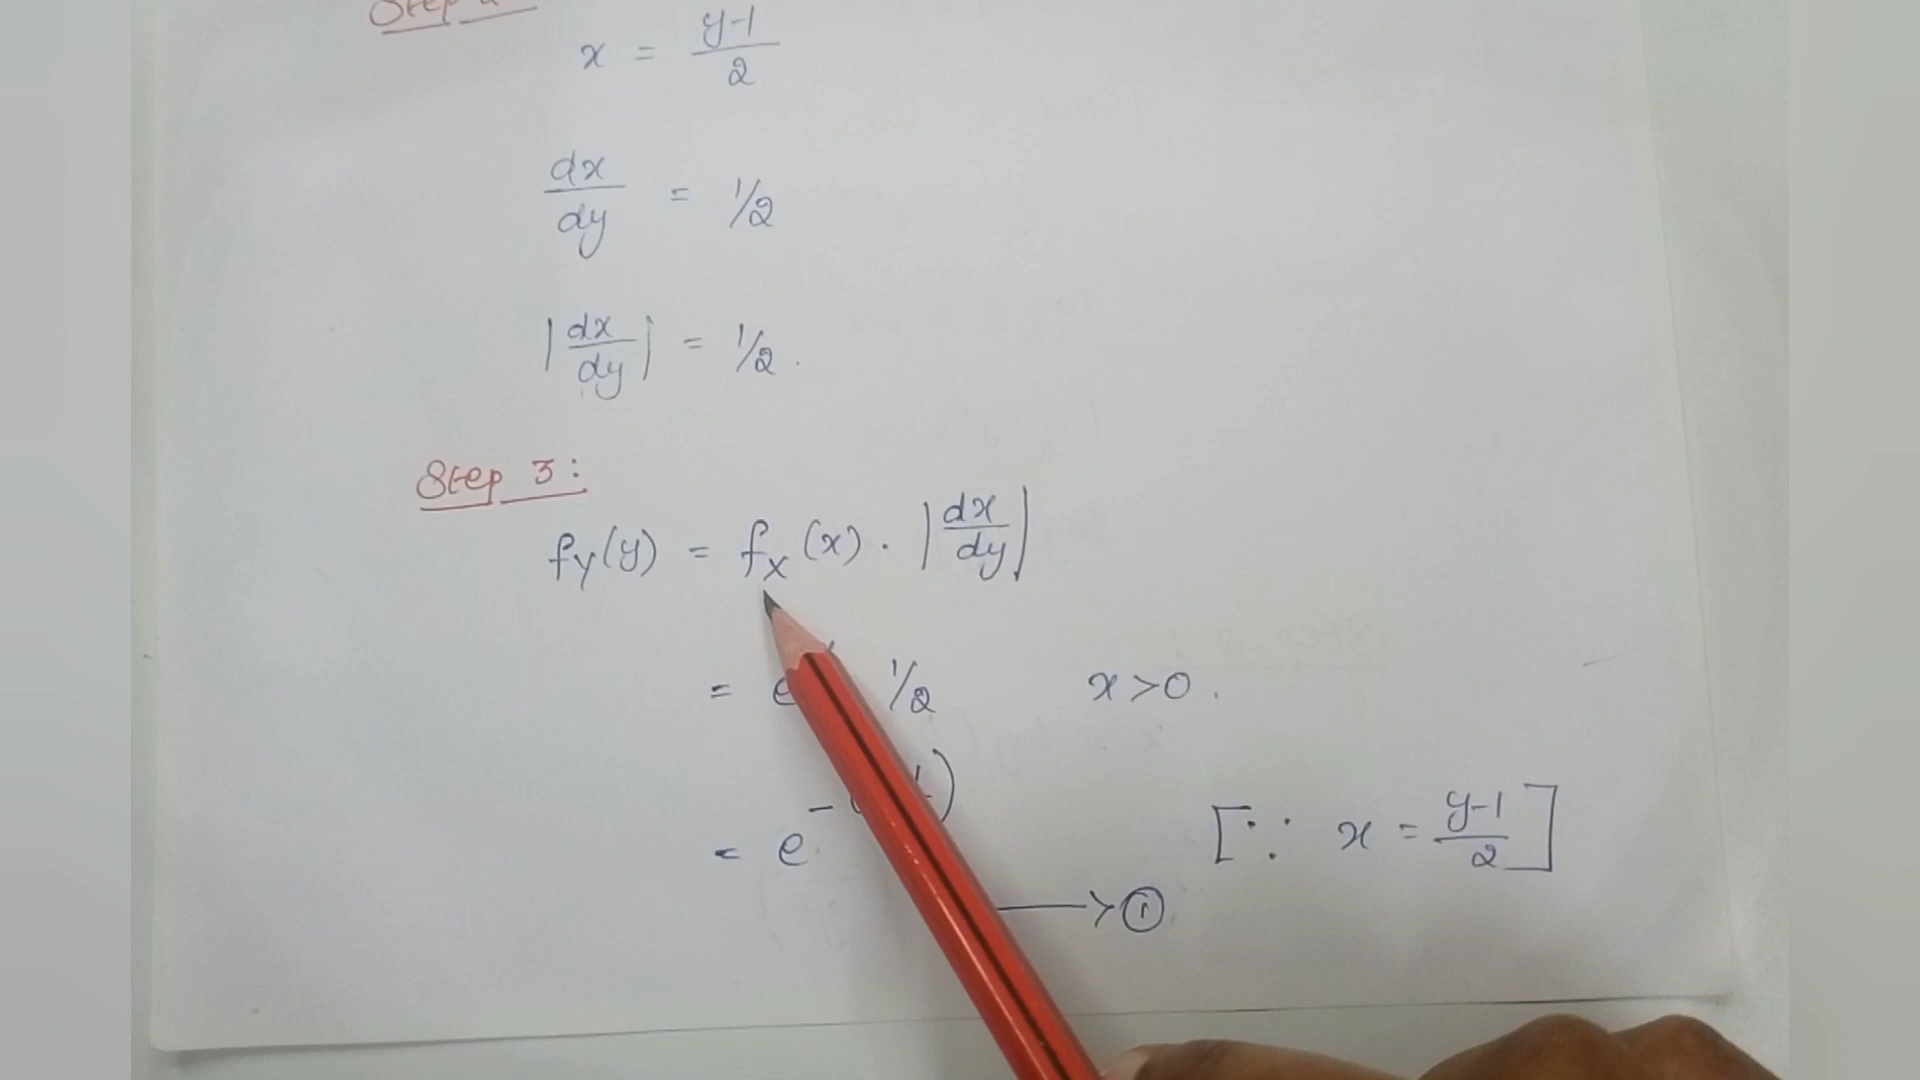 x = y-1/2
dx/dy = 1/2
|dx/dy| = 1/2.
Step 3:
fY(y) = fX(x) . |dx/dy|
= e 1/2 x>0.
= e^- ) [∵ x = y-1/2]
→ ①